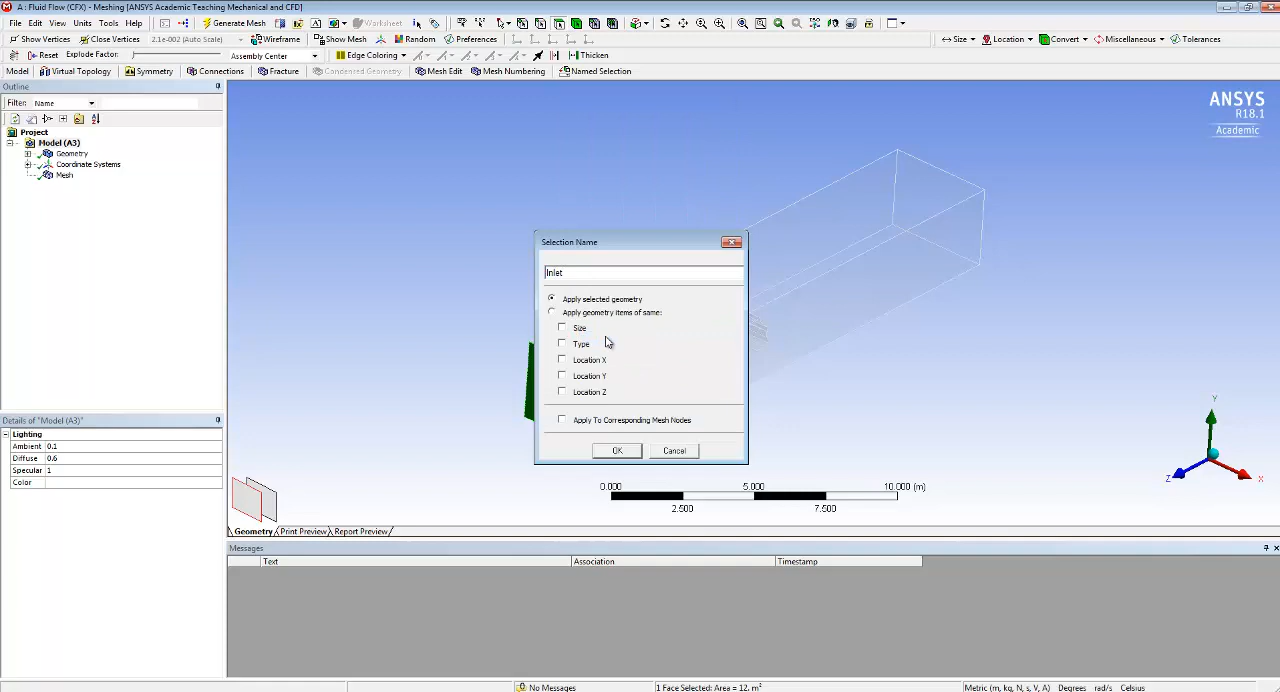 A : Fluid Flow (CFX) - Meshing [ANSYS Academic Teaching Mechanical and CFD]
File Edit View Units Tools Help Generate Mesh Worksheet
Show Vertices Close Vertices 2.1e-002 (Auto Scale) Wireframe Show Mesh Random Preferences Size Location Convert Miscellaneous Tolerances
Reset Explode Factor: Assembly Center Edge Coloring Thicken
Model Virtual Topology Symmetry Connections Fracture Condensed Geometry Mesh Edit Mesh Numbering Named Selection
Outline
Filter: Name
Project
Model (A3)
Geometry
Coordinate Systems
Mesh
ANSYS
R18.1
Academic
Selection Name
Inlet
Apply selected geometry
Apply geometry items of same:
Size
Type
Location X
Location Y
Location Z
Apply To Corresponding Mesh Nodes
OK Cancel
Details of "Model (A3)"
Lighting
Ambient 0.1
Diffuse 0.6
Specular 1
Color
0.000 5.000 10.000 (m)
2.500 7.500
Y
Z X
Geometry Print Preview Report Preview
Messages
Text Association Timestamp
No Messages 1 Face Selected: Area = 12. m² Metric (m, kg, N, s, V, A) Degrees rad/s Celsius